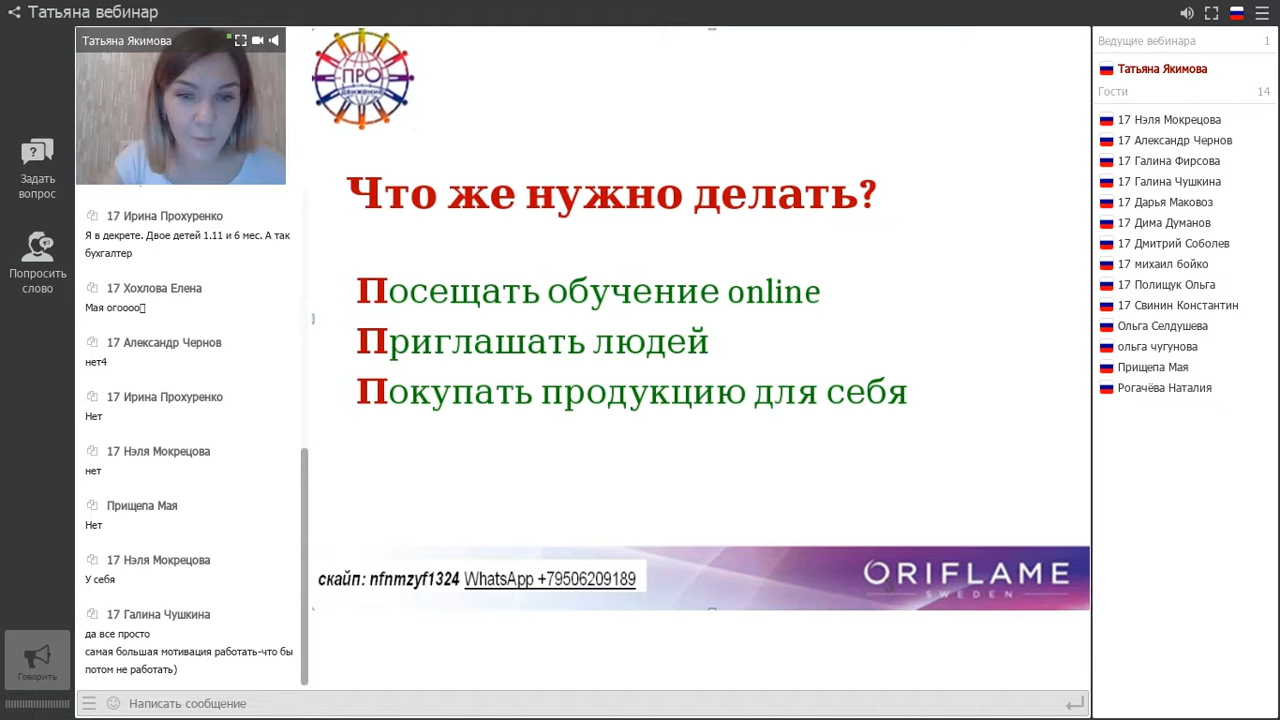 Татьяна вебинар
Татьяна Якимова
Задать
вопрос
Попросить
слово
Говорить
17 Ирина Прохуренко
Я в декрете. Двое детей 1.11 и 6 мес. А так
бухгалтер
17 Хохлова Елена
Мая огоооо
17 Александр Чернов
нет4
17 Ирина Прохуренко
Нет
17 Нэля Мокрецова
нет
Прищепа Мая
Нет
17 Нэля Мокрецова
У себя
17 Галина Чушкина
да все просто
самая большая мотивация работать-что бы
потом не работать)
Написать сообщение
ПРО
движение
Что же нужно делать?
Посещать обучение online
Приглашать людей
Покупать продукцию для себя
скайп: nfnmzyf1324 WhatsApp +79506209189
ORIFLAME
SWEDEN
Ведущие вебинара 1
Татьяна Якимова
Гости 14
17 Нэля Мокрецова
17 Александр Чернов
17 Галина Фирсова
17 Галина Чушкина
17 Дарья Маковоз
17 Дима Думанов
17 Дмитрий Соболев
17 михаил бойко
17 Полищук Ольга
17 Свинин Константин
Ольга Селдушева
ольга чугунова
Прищепа Мая
Рогачёва Наталия